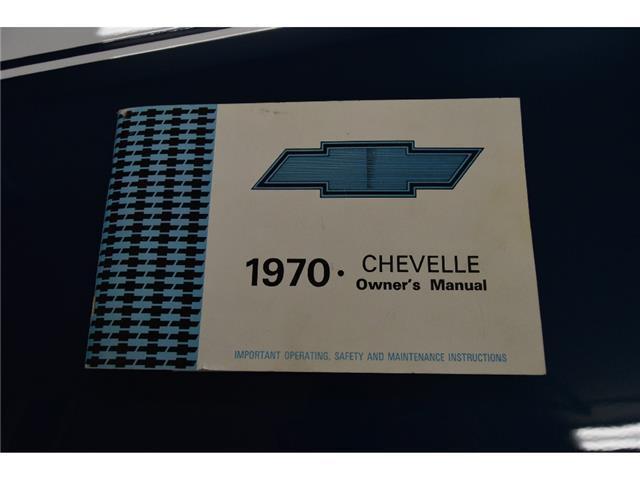 1970. CHEVELLE
Owner's Manual
IMPORTANT OPERATING, SAFETY AND MAINTENANCE INSTRUCTIONS